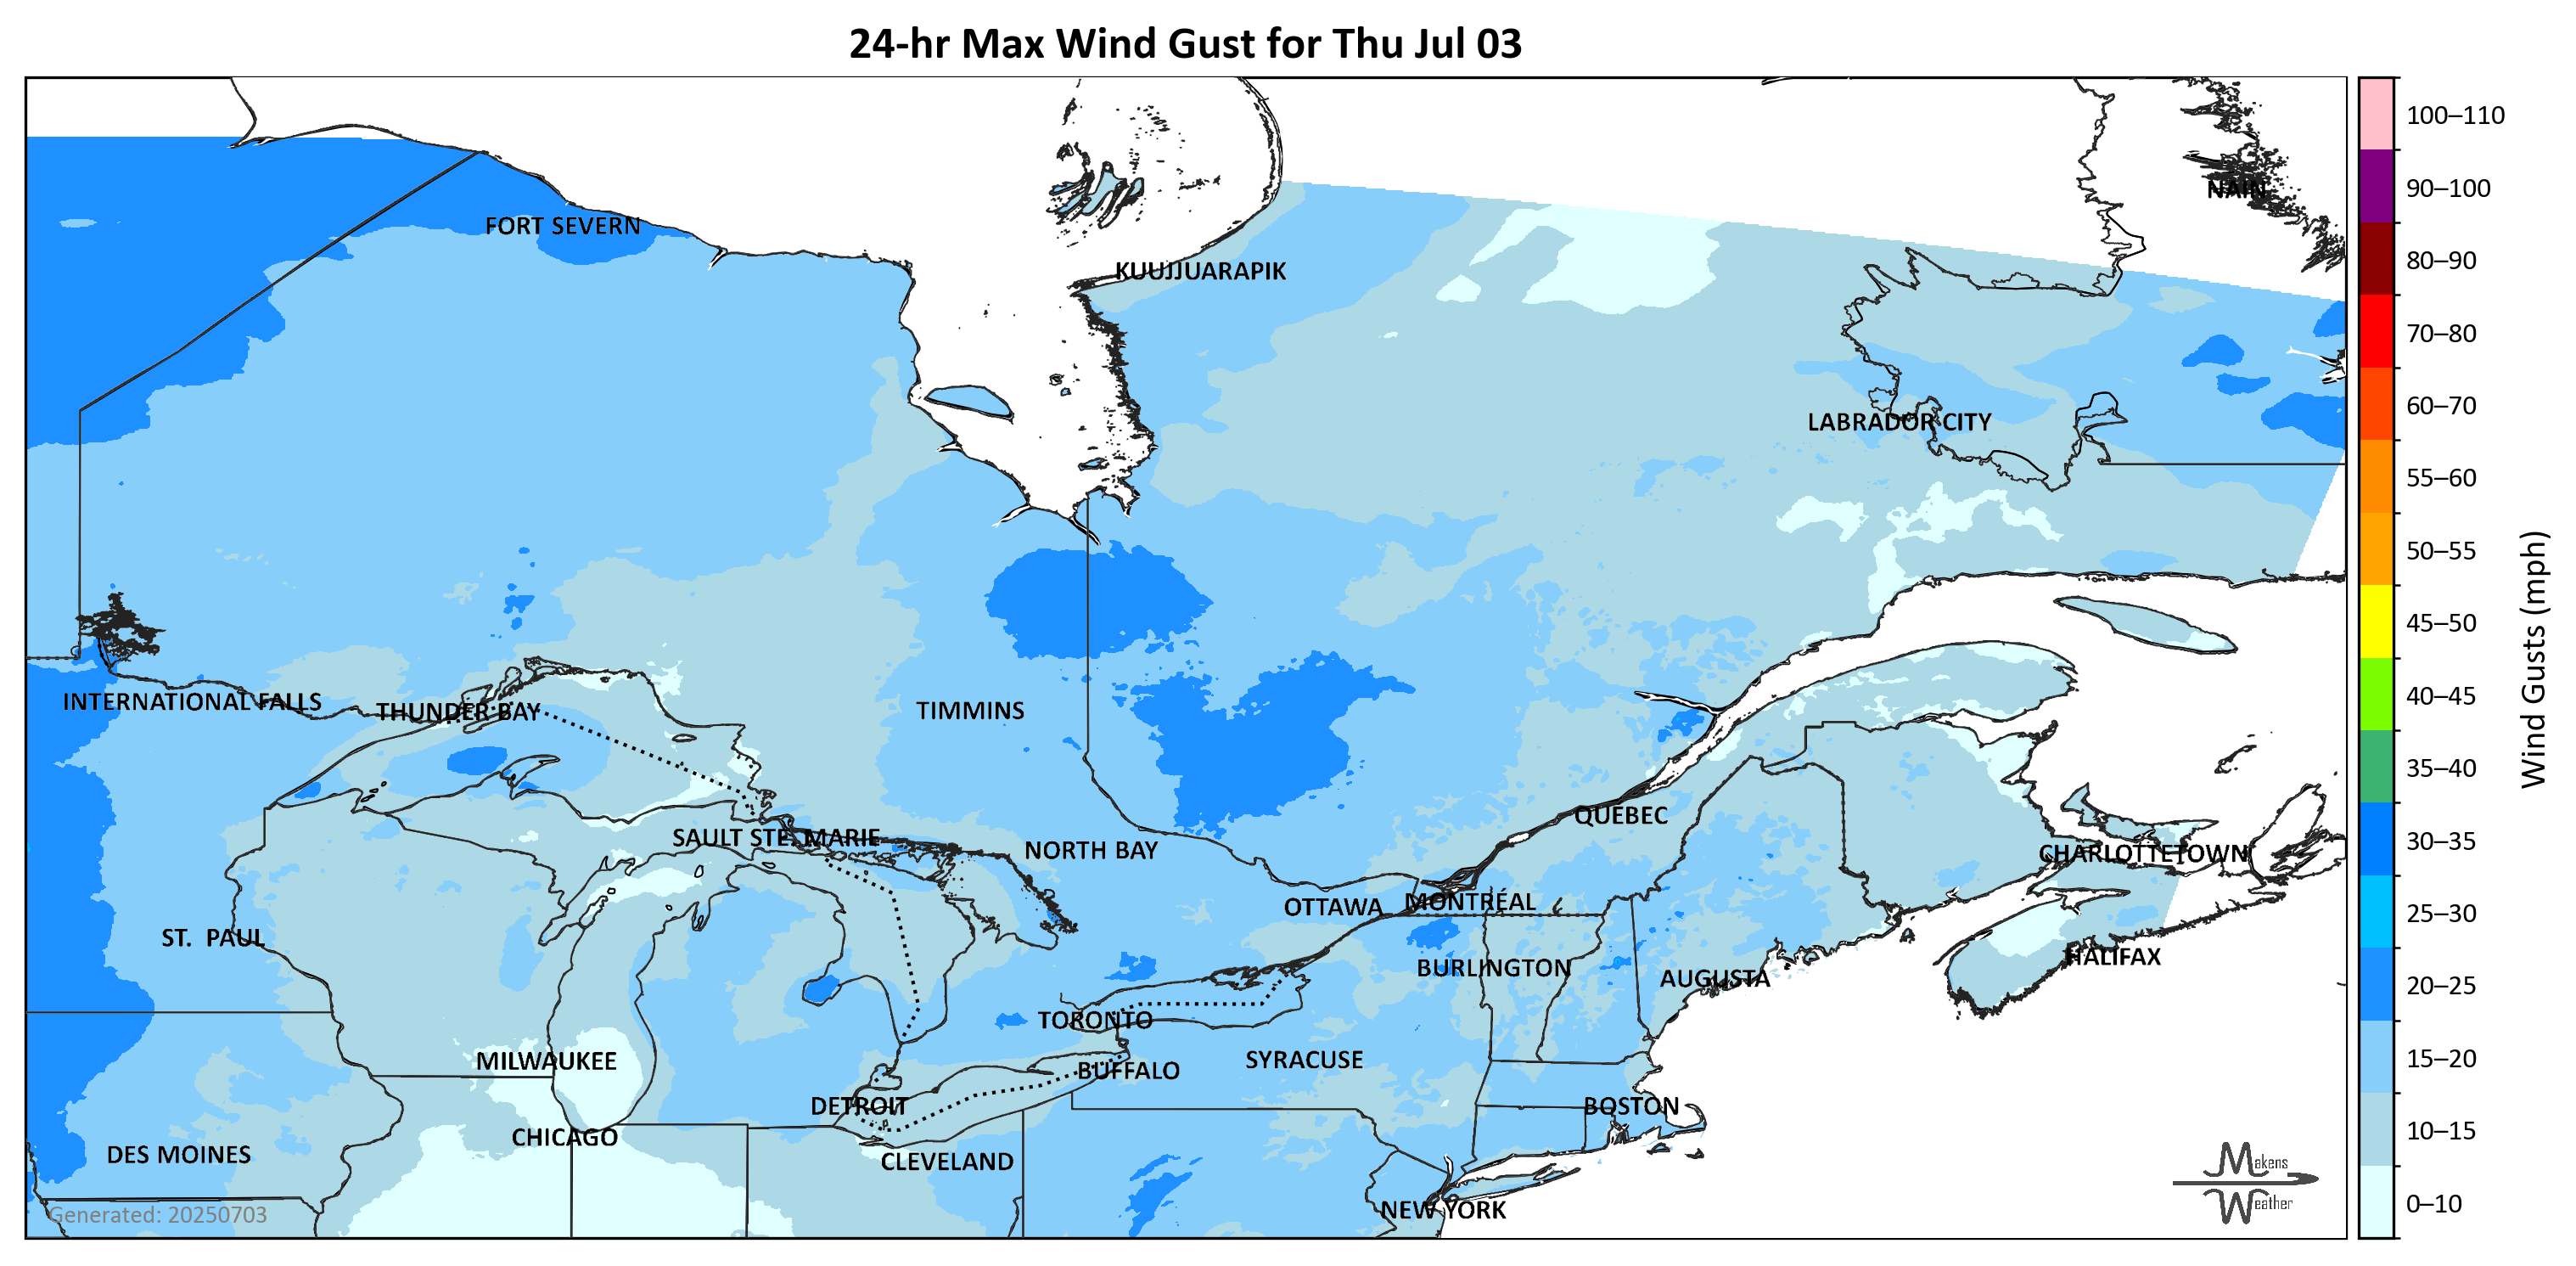 24-hr Max Wind Gust for Thu Jul 03
100–110
90–100
NAIN
FORT SEVERN
80–90
KUUJJUARAPIK
70–80
60–70
LABRADOR CITY
55–60
50–55
45–50
INTERNATIONAL FALLS
THUNDER BAY
TIMMINS
40–45
Wind Gusts (mph)
35–40
QUEBEC
SAULT STE. MARIE
NORTH BAY
CHARLOTTETOWN
30–35
OTTAWA
MONTRÉAL
25–30
ST. PAUL
HALIFAX
BURLINGTON
AUGUSTA
20–25
TORONTO
MILWAUKEE
BUFFALO
SYRACUSE
15–20
DETROIT
BOSTON
CHICAGO
10–15
DES MOINES
CLEVELAND
Makens
Weather
NEW YORK
0–10
Generated: 20250703